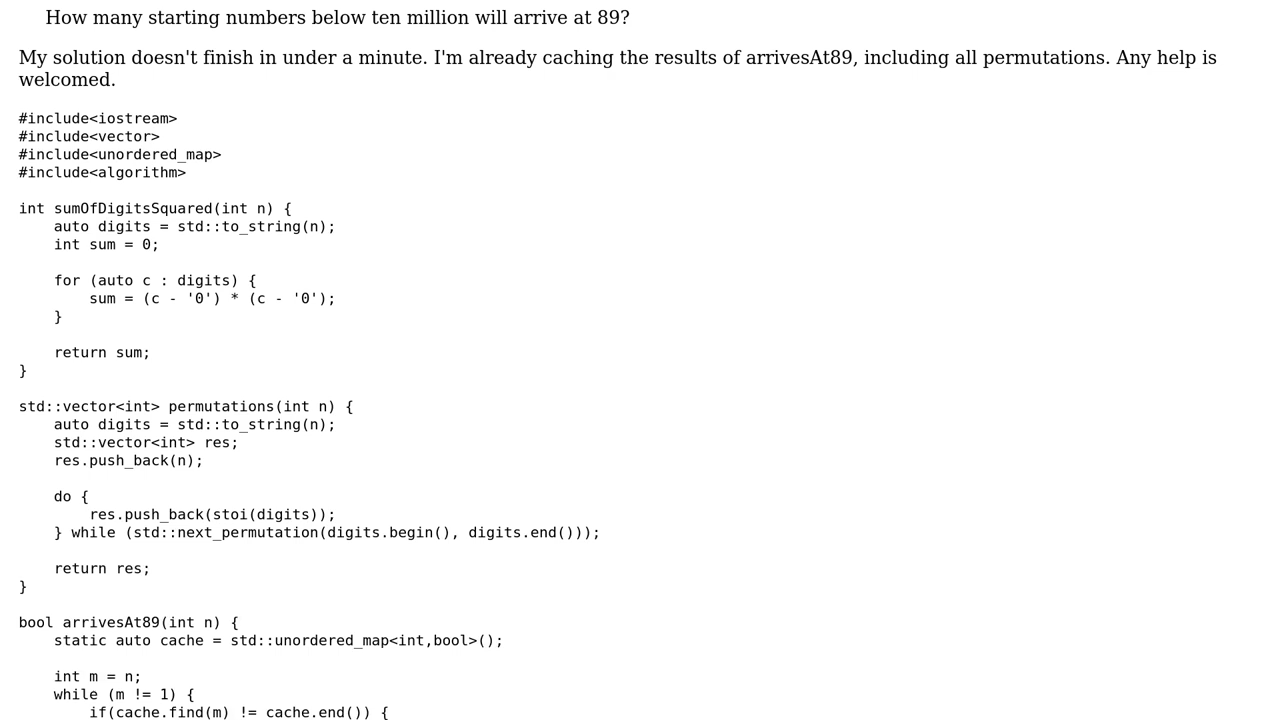 How many starting numbers below ten million will arrive at 89?
My solution doesn't finish in under a minute. I'm already caching the results of arrivesAt89, including all permutations. Any help is
welcomed.
#include<iostream>
#include<vector>
#include<unordered_map>
#include<algorithm>
int sumOfDigitsSquared(int n) {
    auto digits = std::to_string(n);
    int sum = 0;
    for (auto c : digits) {
        sum = (c - '0') * (c - '0');
    }
    return sum;
}
std::vector<int> permutations(int n) {
    auto digits = std::to_string(n);
    std::vector<int> res;
    res.push_back(n);
    do {
        res.push_back(stoi(digits));
    } while (std::next_permutation(digits.begin(), digits.end()));
    return res;
}
bool arrivesAt89(int n) {
    static auto cache = std::unordered_map<int,bool>();
    int m = n;
    while (m != 1) {
        if(cache.find(m) != cache.end()) {